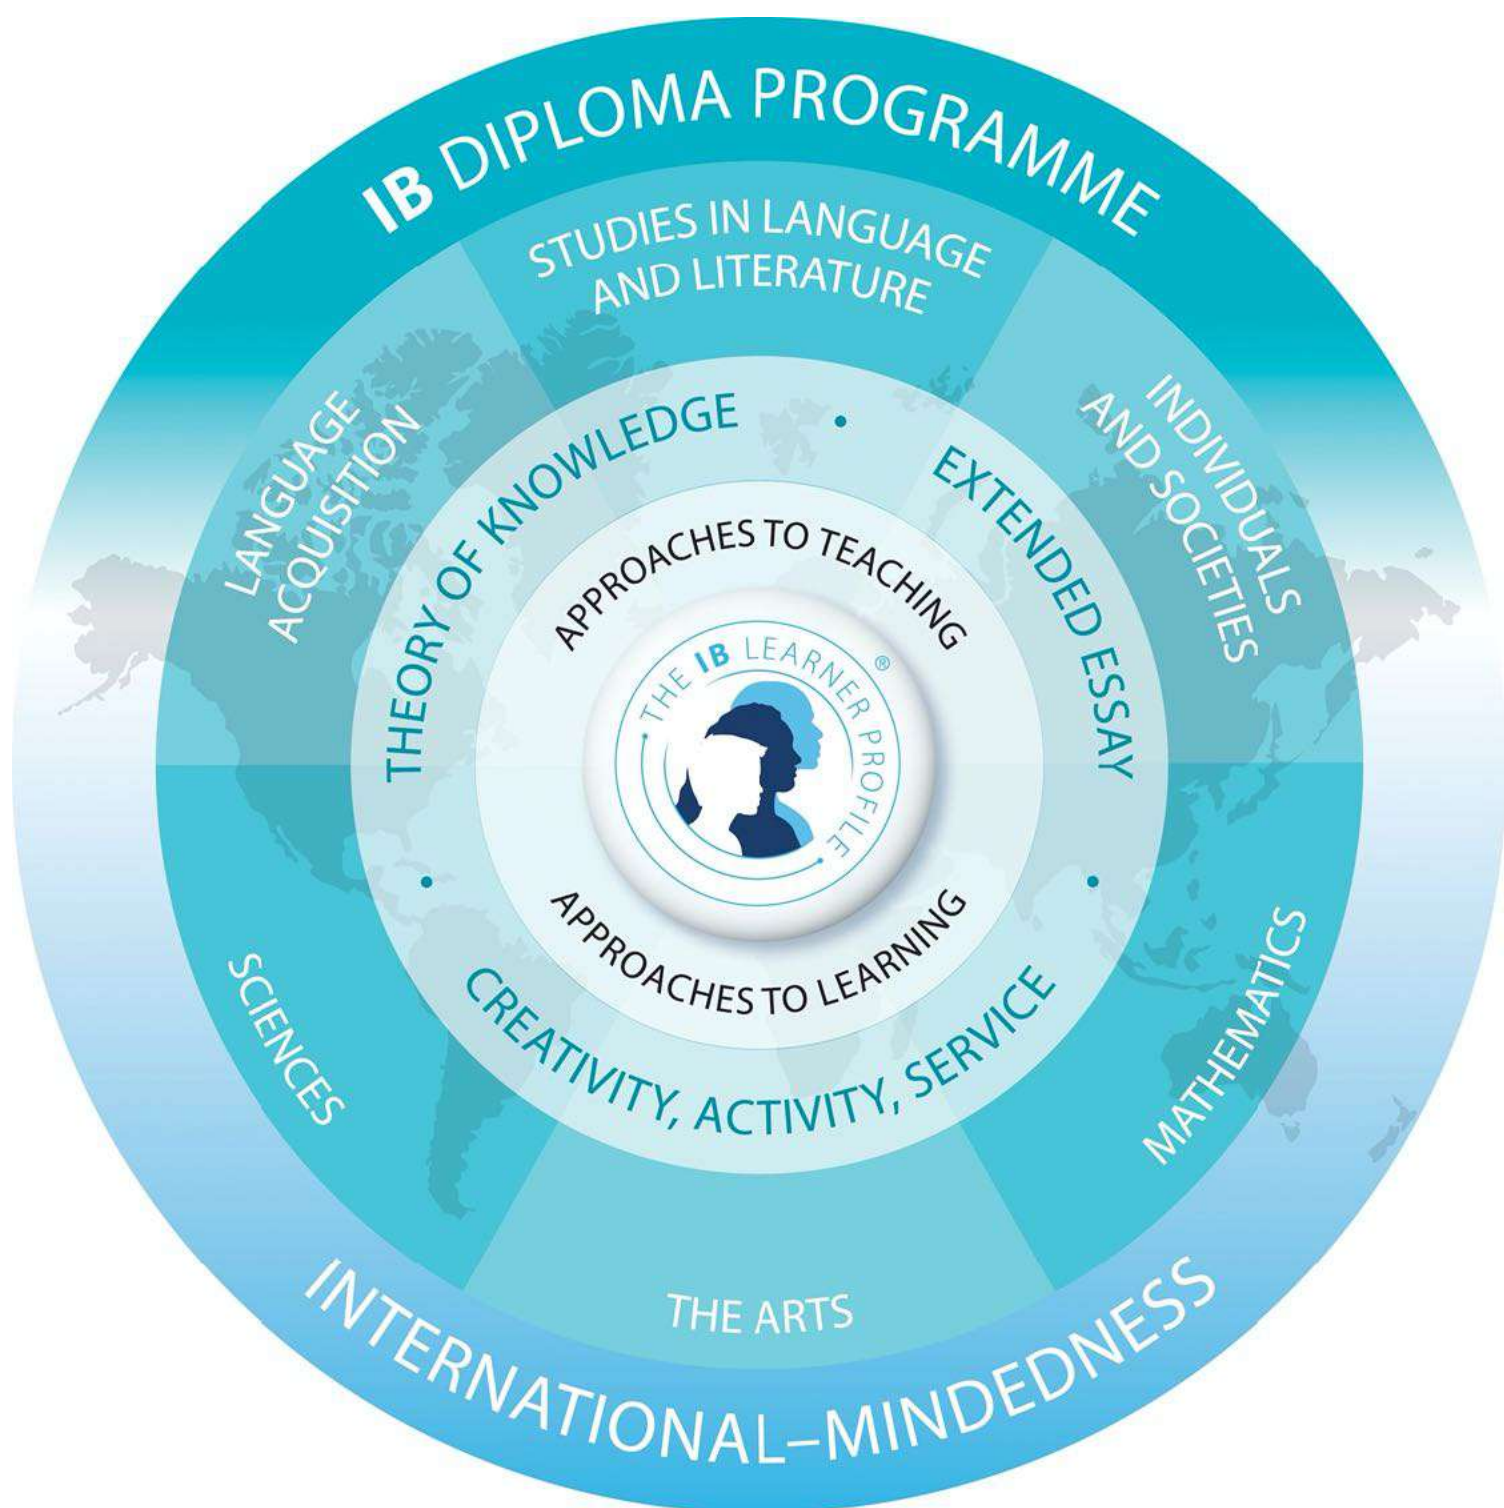 IB DIPLOMA PROGRAMME
STUDIES IN LANGUAGE
AND LITERATURE
LANGUAGE
ACQUISITION
INDIVIDUALS
AND SOCIETIES
THEORY OF KNOWLEDGE
•
EXTENDED ESSAY
APPROACHES TO TEACHING
THE IB LEARNER PROFILE ®
APPROACHES TO LEARNING
•
•
CREATIVITY, ACTIVITY, SERVICE
SCIENCES
MATHEMATICS
THE ARTS
INTERNATIONAL–MINDEDNESS